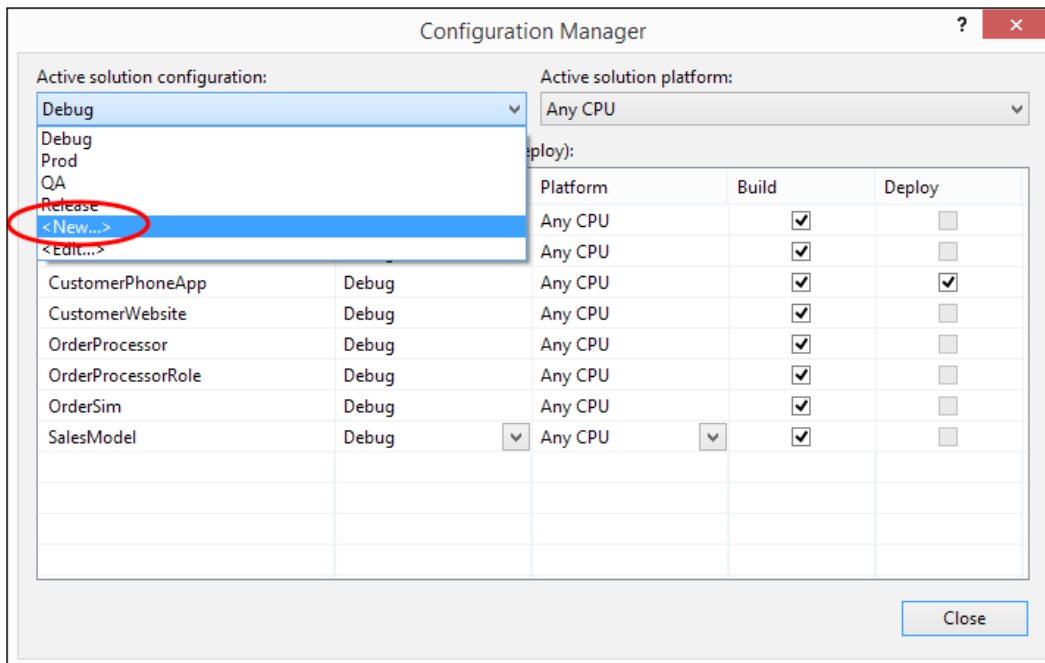 Configuration Manager
? ×
Active solution configuration: Active solution platform:
Debug Any CPU
Debug
Prod
QA
Release
<New...>
<Edit...>
eploy):
Platform Build Deploy
Any CPU
Any CPU
CustomerPhoneApp Debug Any CPU
CustomerWebsite Debug Any CPU
OrderProcessor Debug Any CPU
OrderProcessorRole Debug Any CPU
OrderSim Debug Any CPU
SalesModel Debug Any CPU
Close